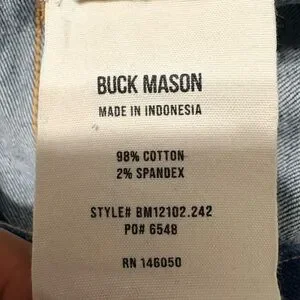 BUCK MASON
MADE IN INDONESIA
98% COTTON
2% SPANDEX
STYLE# BM12102.242
PO# 6548
RN 146050